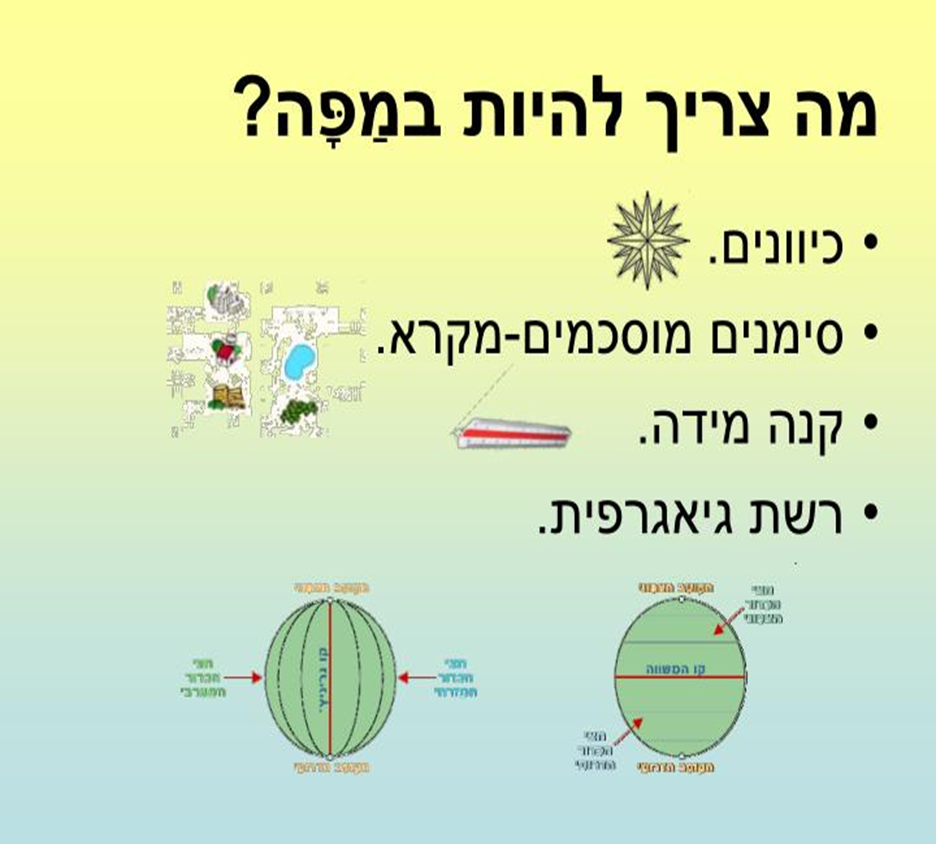 מה צריך להיות במַפָּה?
• כיוונים.
• סימנים מוסכמים-מקרא.
• קנה מידה.
• רשת גיאגרפית.
הקוטב הצפוני
חצי
הכדור
הצפוני
קו המשווה
חצי
הכדור
הדרומי
הקוטב הדרומי
הקוטב הצפוני
חצי
הכדור
המזרחי
קו גריניץ'
חצי
הכדור
המערבי
הקוטב הדרומי